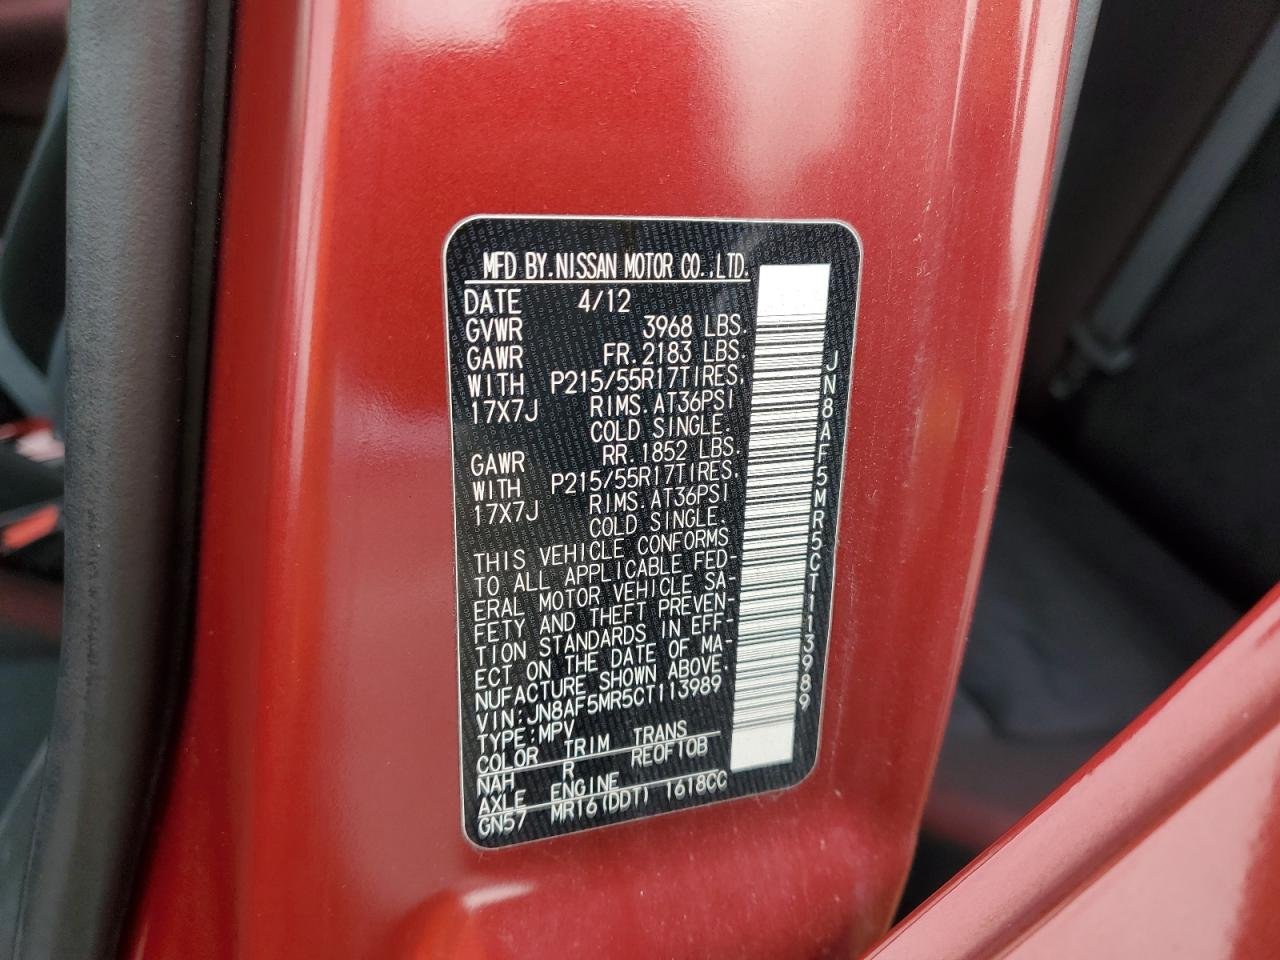 MFD BY.NISSAN MOTOR CO.,LTD.
DATE 4/12
GVWR 3968 LBS.
GAWR FR.2183 LBS.
WITH P215/55R17TIRES,
17X7J RIMS.AT36PSI
COLD SINGLE.
GAWR RR.1852 LBS.
WITH P215/55R17TIRES,
17X7J RIMS.AT36PSI
COLD SINGLE.
THIS VEHICLE CONFORMS
TO ALL APPLICABLE FED-
ERAL MOTOR VEHICLE SA-
FETY AND THEFT PREVEN-
TION STANDARDS IN EFF-
ECT ON THE DATE OF MA-
NUFACTURE SHOWN ABOVE.
VIN:JN8AF5MR5CT113989
TYPE:MPV
COLOR TRIM TRANS
NAH R REOF10B
AXLE ENGINE
GN57 MR16(DDT) 1618CC
JN8AF5MR5CT113989